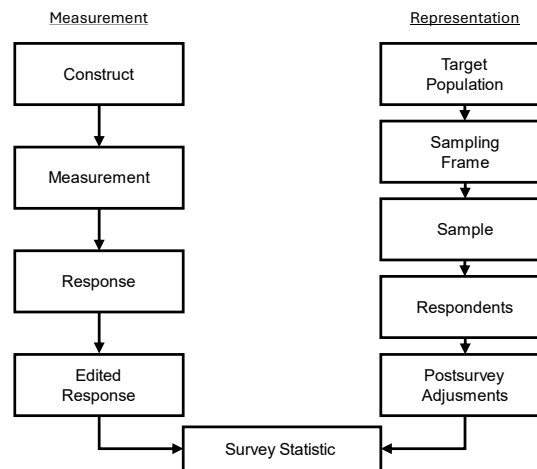 Measurement
Representation
Construct
Target
Population
Measurement
Sampling
Frame
Sample
Response
Respondents
Edited
Response
Postsurvey
Adjusments
Survey Statistic